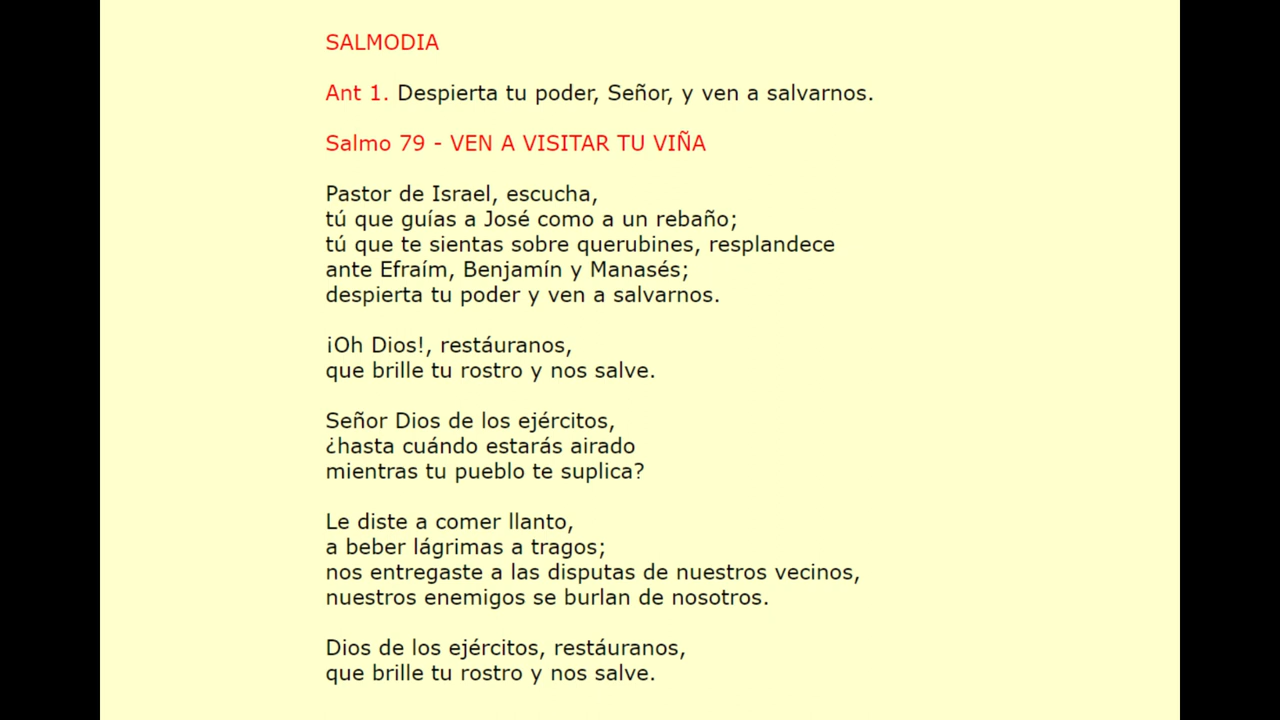 SALMODIA
Ant 1. Despierta tu poder, Señor, y ven a salvarnos.
Salmo 79 - VEN A VISITAR TU VIÑA
Pastor de Israel, escucha,
tú que guías a José como a un rebaño;
tú que te sientas sobre querubines, resplandece
ante Efraím, Benjamín y Manasés;
despierta tu poder y ven a salvarnos.
¡Oh Dios!, restáuranos,
que brille tu rostro y nos salve.
Señor Dios de los ejércitos,
¿hasta cuándo estarás airado
mientras tu pueblo te suplica?
Le diste a comer llanto,
a beber lágrimas a tragos;
nos entregaste a las disputas de nuestros vecinos,
nuestros enemigos se burlan de nosotros.
Dios de los ejércitos, restáuranos,
que brille tu rostro y nos salve.